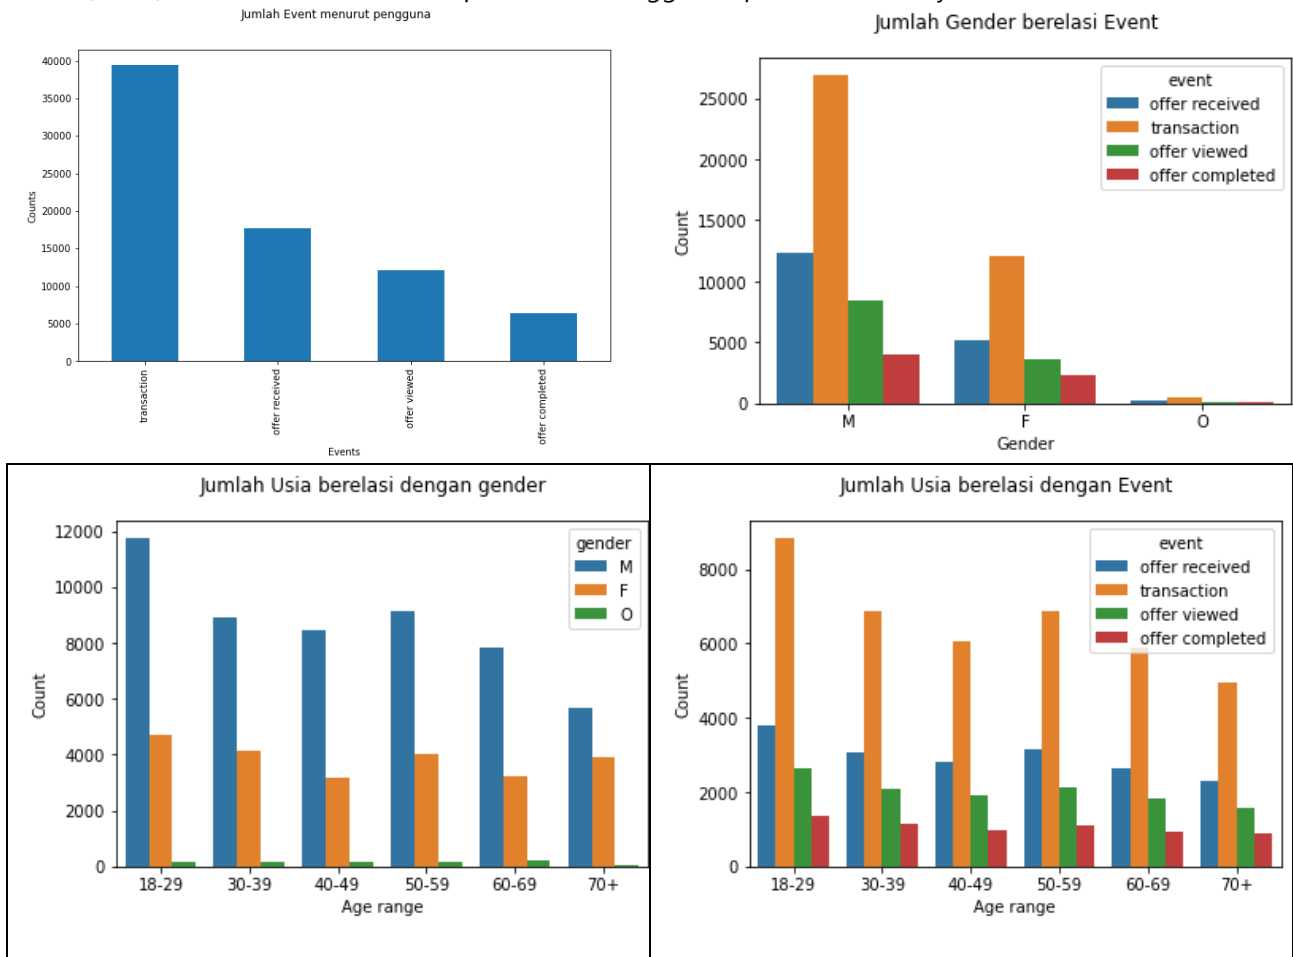 Jumlah Event menurut pengguna
40000
35000
30000
25000
20000
15000
10000
5000
0
Counts
transaction
offer received
offer viewed
offer completed
Events
Jumlah Gender berelasi Event
event
offer received
transaction
offer viewed
offer completed
25000
20000
15000
10000
5000
0
Count
M F O
Gender
Jumlah Usia berelasi dengan gender
gender
M
F
O
12000
10000
8000
6000
4000
2000
0
Count
18-29 30-39 40-49 50-59 60-69 70+
Age range
Jumlah Usia berelasi dengan Event
event
offer received
transaction
offer viewed
offer completed
8000
6000
4000
2000
0
Count
18-29 30-39 40-49 50-59 60-69 70+
Age range